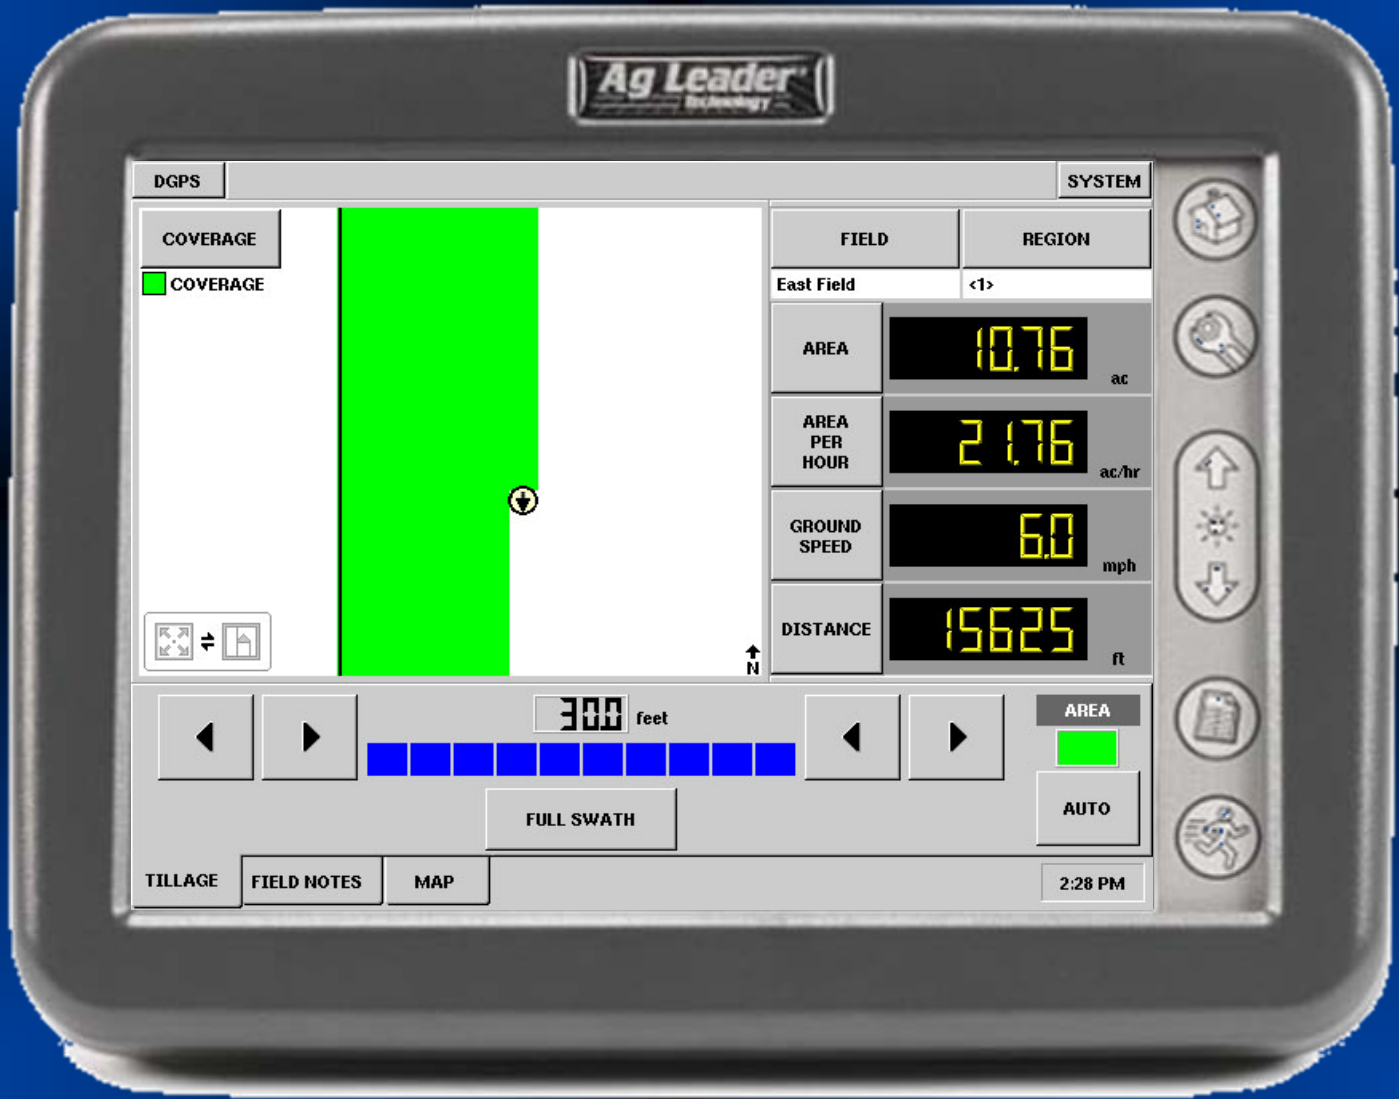 Ag Leader
Technology
DGPS
SYSTEM
COVERAGE
COVERAGE
FIELD
REGION
East Field
<1>
AREA
10.76
ac
AREA
PER
HOUR
21.76
ac/hr
GROUND
SPEED
6.0
mph
DISTANCE
15625
ft
N
30.0 feet
AREA
AUTO
FULL SWATH
TILLAGE
FIELD NOTES
MAP
2:28 PM